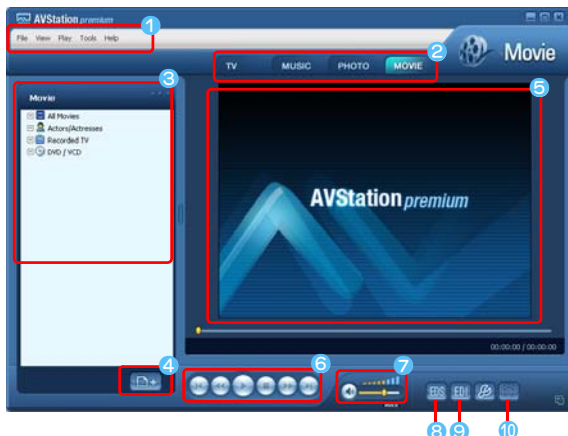 AVStation premium
1
File View Play Tools Help
2
TV MUSIC PHOTO MOVIE
Movie
3
Movie
All Movies
Actors/Actresses
Recorded TV
DVD / VCD
5
AVStation premium
00:00:00 / 00:00:00
4
6
7
EDS EDI
8 9 10